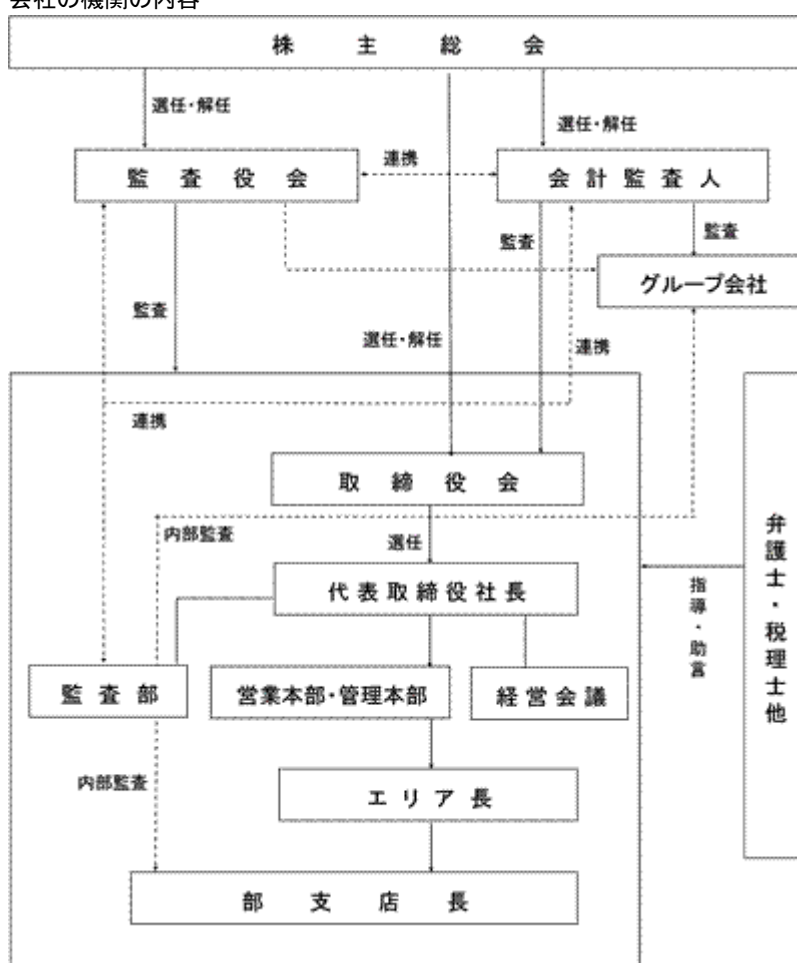 会社の機関の内容
株主総会
選任・解任
選任・解任
連携
監査役会
会計監査人
監査
監査
グループ会社
監査
選任・解任
連携
連携
取締役会
内部監査
選任
代表取締役社長
指導・助言
弁護士・税理士他
監査部
営業本部・管理本部
経営会議
内部監査
エリア長
部支店長